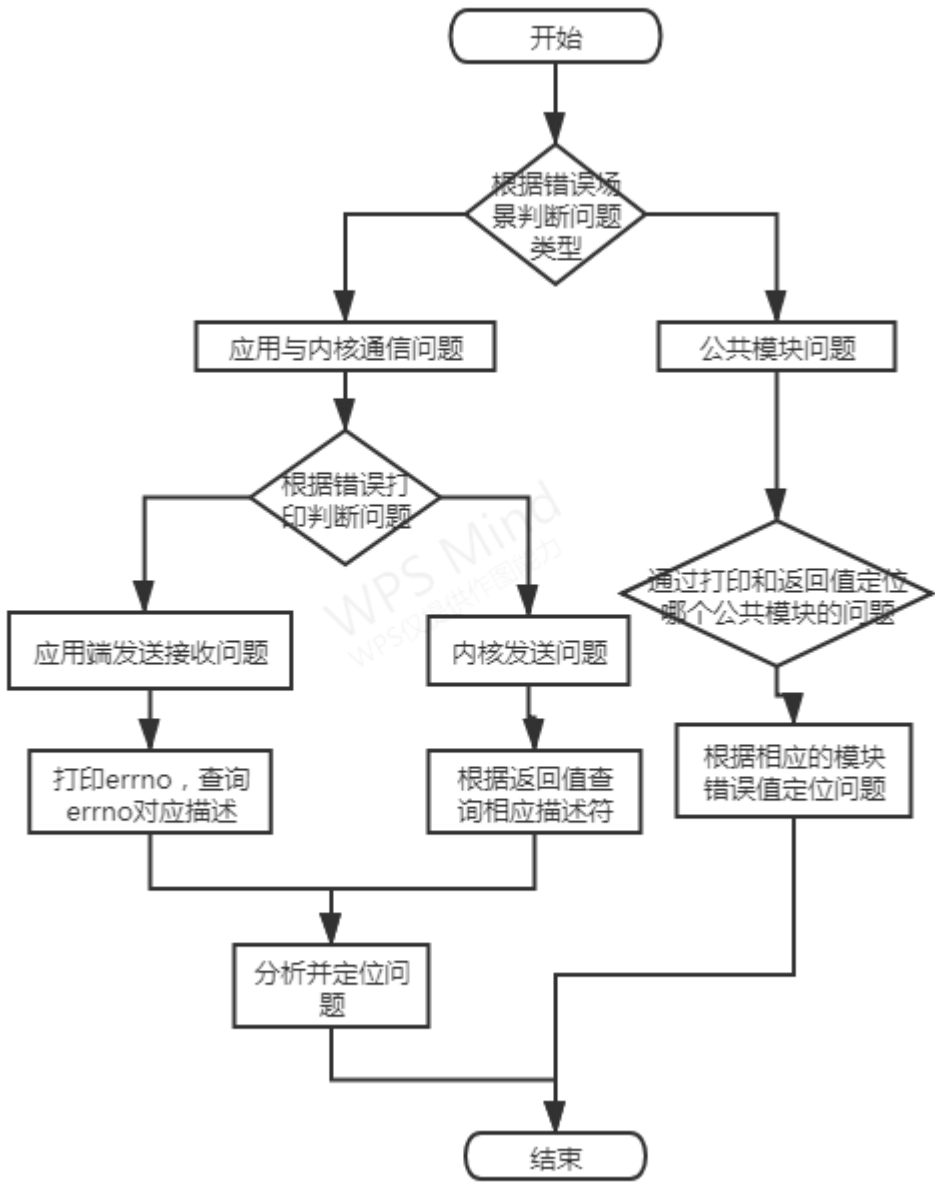 开始
根据错误场
景判断问题
类型
应用与内核通信问题
公共模块问题
根据错误打
印判断问题
通过打印和返回值定位
哪个公共模块的问题
应用端发送接收问题
内核发送问题
打印errno，查询
errno对应描述
根据返回值查
询相应描述符
根据相应的模块
错误值定位问题
分析并定位问
题
结束
WPS Mind